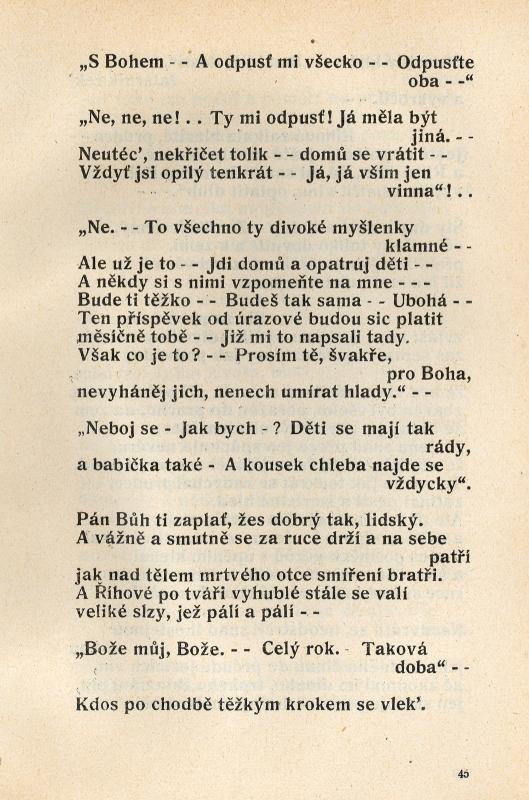 „S Bohem - - A odpusť mi všecko - - Odpusťte
oba - -“
„Ne, ne, ne! . . Ty mi odpusť! Já měla být
jiná. - -
Neutéc’, nekřičet tolik - - domů se vrátit - -
Vždyť jsi opilý tenkrát - - Já, já vším jen
vinna“! . .
„Ne. - - To všechno ty divoké myšlenky
klamné - -
Ale už je to - - Jdi domů a opatruj děti - -
A někdy si s nimi vzpomeňte na mne - - -
Bude ti těžko - - Budeš tak sama - - Ubohá - -
Ten příspěvek od úrazové budou sic platit
měsíčně tobě - - Již mi to napsali tady.
Však co je to? - - Prosím tě, švakře,
pro Boha,
nevyháněj jich, nenech umírat hlady.“ - -
„Neboj se - Jak bych - ? Děti se mají tak
rády,
a babička také - A kousek chleba najde se
vždycky“.
Pán Bůh ti zaplať, žes dobrý tak, lidský.
A vážně a smutně se za ruce drží a na sebe
patří
jak nad tělem mrtvého otce smíření bratři.
A Říhové po tváři vyhublé stále se valí
veliké slzy, jež pálí a pálí - -
„Bože můj, Bože. - - Celý rok. - Taková
doba“ - -
Kdos po chodbě těžkým krokem se vlek’.
45